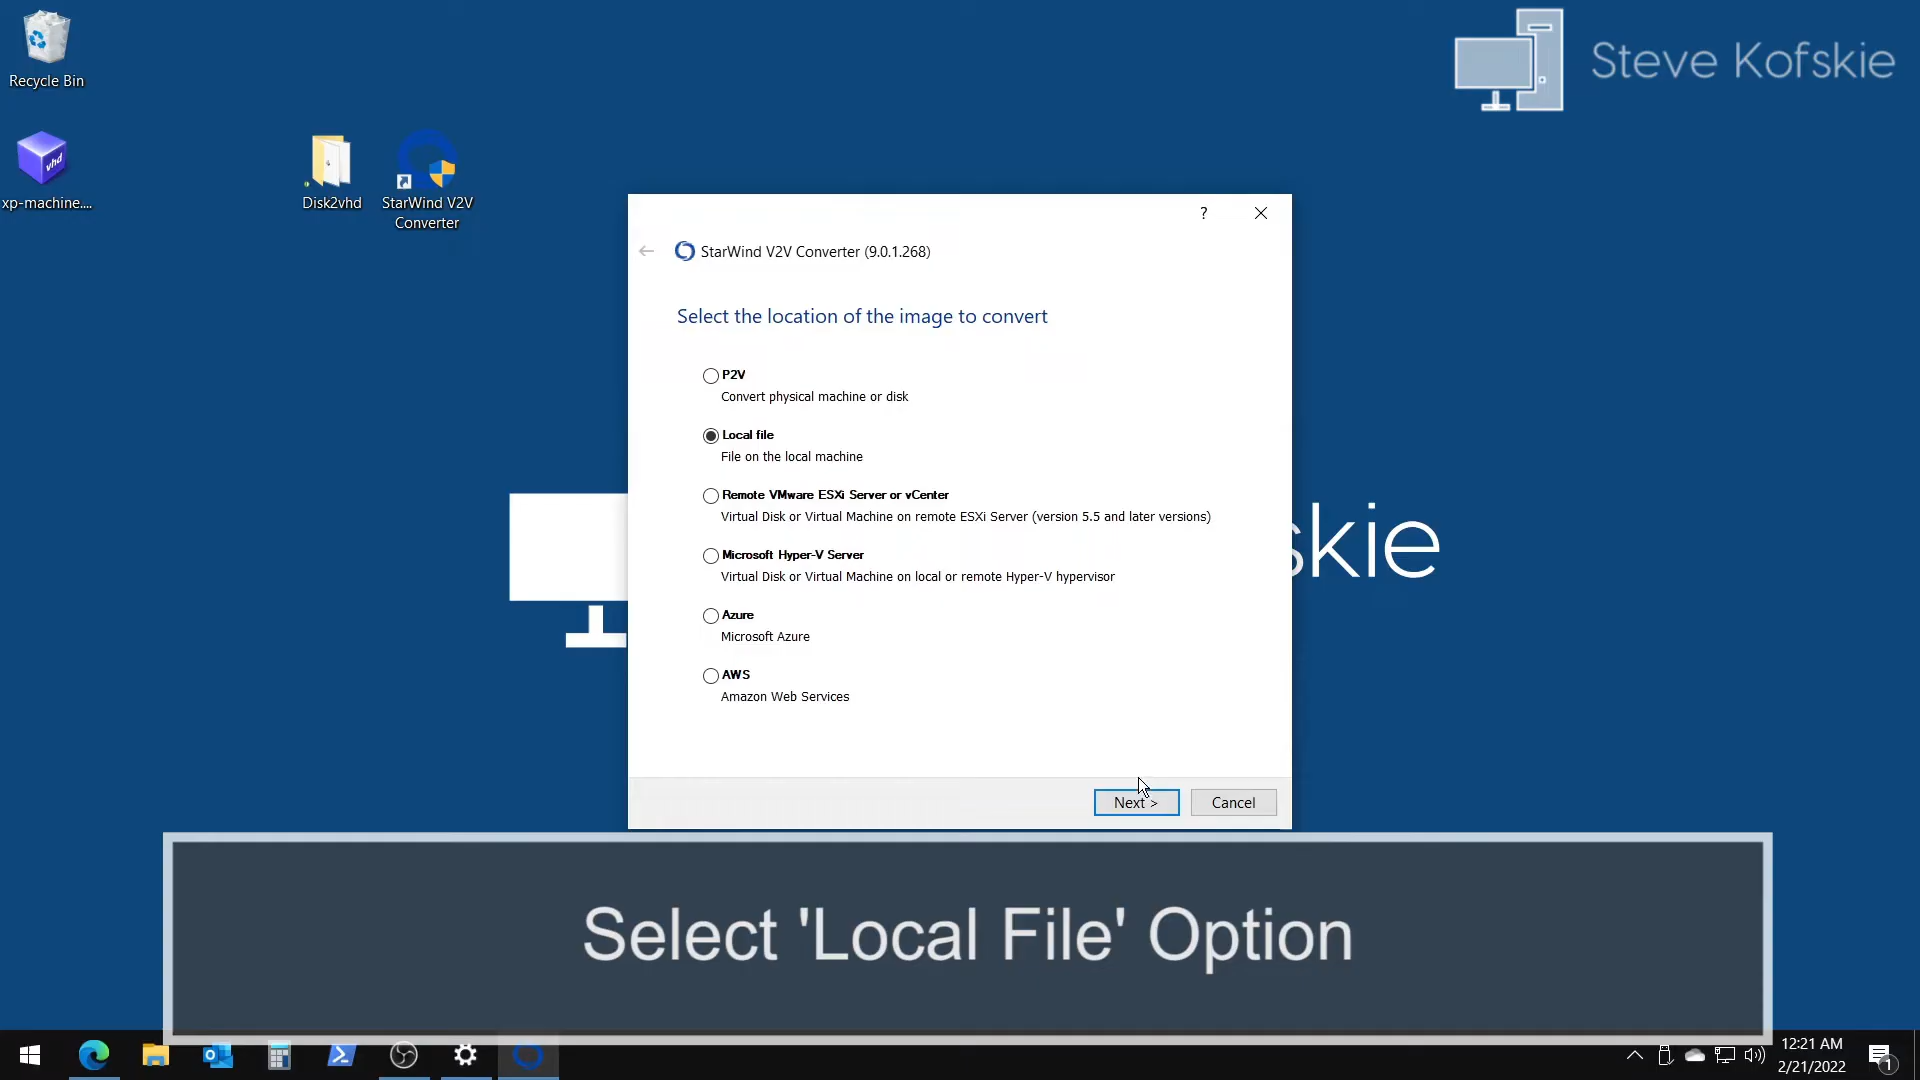 Steve Kofskie
Recycle Bin
vhd
xp-machine....
Disk2vhd
StarWind V2V
Converter
?
StarWind V2V Converter (9.0.1.268)
Select the location of the image to convert
P2V
Convert physical machine or disk
Local file
File on the local machine
Remote VMware ESXi Server or vCenter
Virtual Disk or Virtual Machine on remote ESXi Server (version 5.5 and later versions)
Microsoft Hyper-V Server
Virtual Disk or Virtual Machine on local or remote Hyper-V hypervisor
skie
Azure
Microsoft Azure
AWS
Amazon Web Services
Next >
Cancel
Select 'Local File' Option
12:21 AM
2/21/2022
1